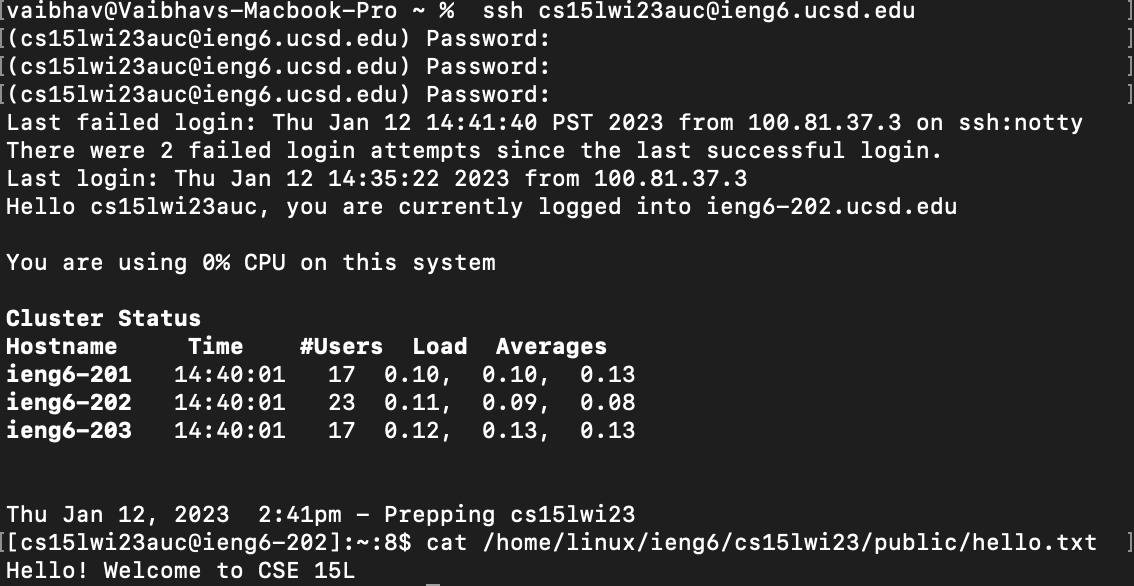 vaibhav@Vaibhavs-Macbook-Pro ~ %  ssh cs15lwi23auc@ieng6.ucsd.edu
[(cs15lwi23auc@ieng6.ucsd.edu) Password: ]
[(cs15lwi23auc@ieng6.ucsd.edu) Password: ]
[(cs15lwi23auc@ieng6.ucsd.edu) Password: ]
Last failed login: Thu Jan 12 14:41:40 PST 2023 from 100.81.37.3 on ssh:notty
There were 2 failed login attempts since the last successful login.
Last login: Thu Jan 12 14:35:22 2023 from 100.81.37.3
Hello cs15lwi23auc, you are currently logged into ieng6-202.ucsd.edu
You are using 0% CPU on this system
Cluster Status
Hostname     Time    #Users  Load  Averages
ieng6-201   14:40:01   17  0.10,  0.10,  0.13
ieng6-202   14:40:01   23  0.11,  0.09,  0.08
ieng6-203   14:40:01   17  0.12,  0.13,  0.13
Thu Jan 12, 2023  2:41pm - Prepping cs15lwi23
[[cs15lwi23auc@ieng6-202]:~:8$ cat /home/linux/ieng6/cs15lwi23/public/hello.txt ]
Hello! Welcome to CSE 15L